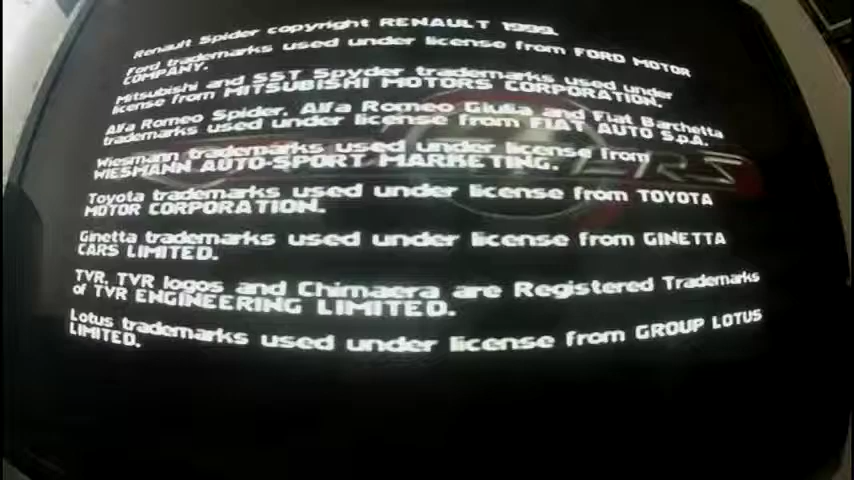 Renault Spider copyright RENAULT 1999.
Ford trademarks used under license from FORD MOTOR
COMPANY.
Mitsubishi and SST Spyder trademarks used under
license from MITSUBISHI MOTORS CORPORATION.
Alfa Romeo Spider, Alfa Romeo Giulia and Fiat Barchetta
trademarks used under license from FIAT AUTO S.p.A.
Wiesmann trademarks used under license from
WIESMANN AUTO-SPORT MARKETING.
Toyota trademarks used under license from TOYOTA
MOTOR CORPORATION.
Ginetta trademarks used under license from GINETTA
CARS LIMITED.
TVR, TVR logos and Chimaera are Registered Trademarks
of TVR ENGINEERING LIMITED.
Lotus trademarks used under license from GROUP LOTUS
LIMITED.